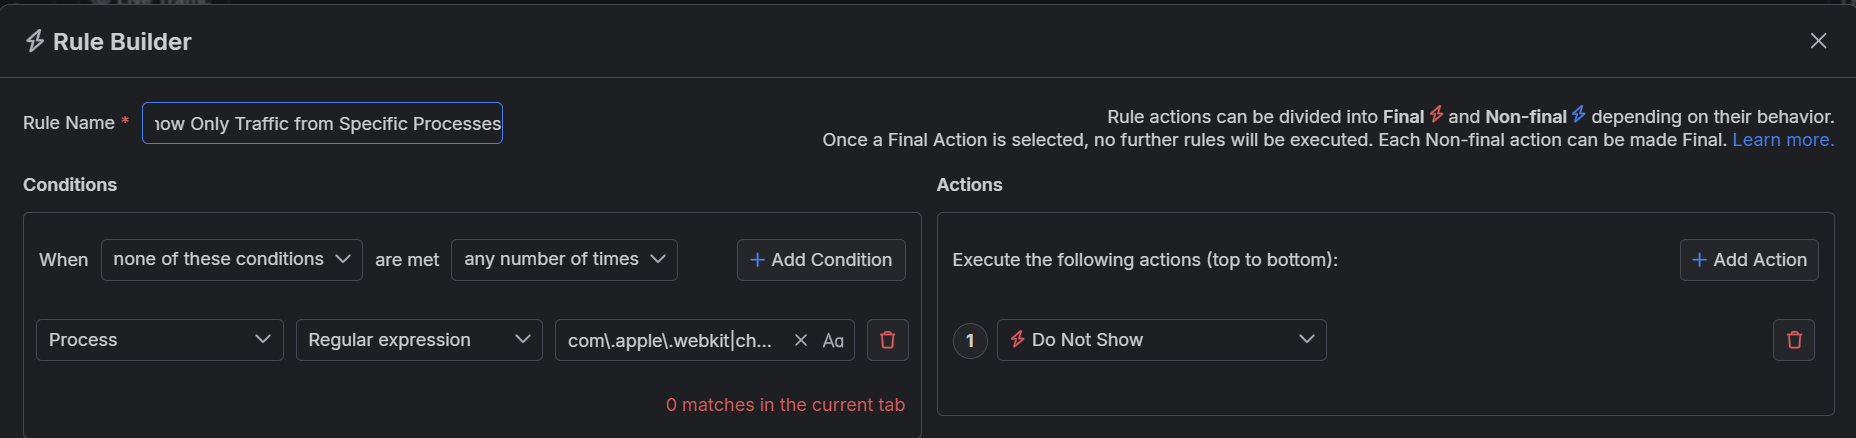 Rule Builder
Rule Name *
now Only Traffic from Specific Processes
Rule actions can be divided into Final and Non-final depending on their behavior.
Once a Final Action is selected, no further rules will be executed. Each Non-final action can be made Final. Learn more.
Conditions
When none of these conditions are met any number of times + Add Condition
Process Regular expression com\.apple\.webkit|ch... Aa
0 matches in the current tab
Actions
Execute the following actions (top to bottom): + Add Action
1 Do Not Show